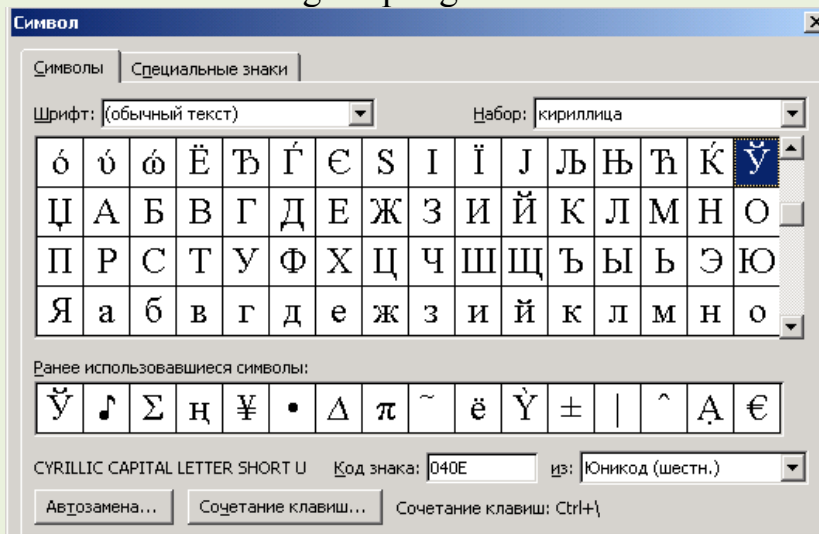 Символ
Символы Специальные знаки
Шрифт: (обычный текст) Набор: кириллица
ό ύ ώ Ё Ђ Ѓ Є Ѕ І Ї Ј Љ Њ Ћ Ќ Ў
Џ А Б В Г Д Е Ж З И Й К Л М Н О
П Р С Т У Ф Х Ц Ч Ш Щ Ъ Ы Ь Э Ю
Я а б в г д е ж з и й к л м н о
Ранее использовавшиеся символы:
Ў ♪ Σ ң ¥ • Δ π ~ ë Ỳ ± | ˆ Ạ €
CYRILLIC CAPITAL LETTER SHORT U Код знака: 040E из: Юникод (шестн.)
Автозамена... Сочетание клавиш... Сочетание клавиш: Ctrl+\